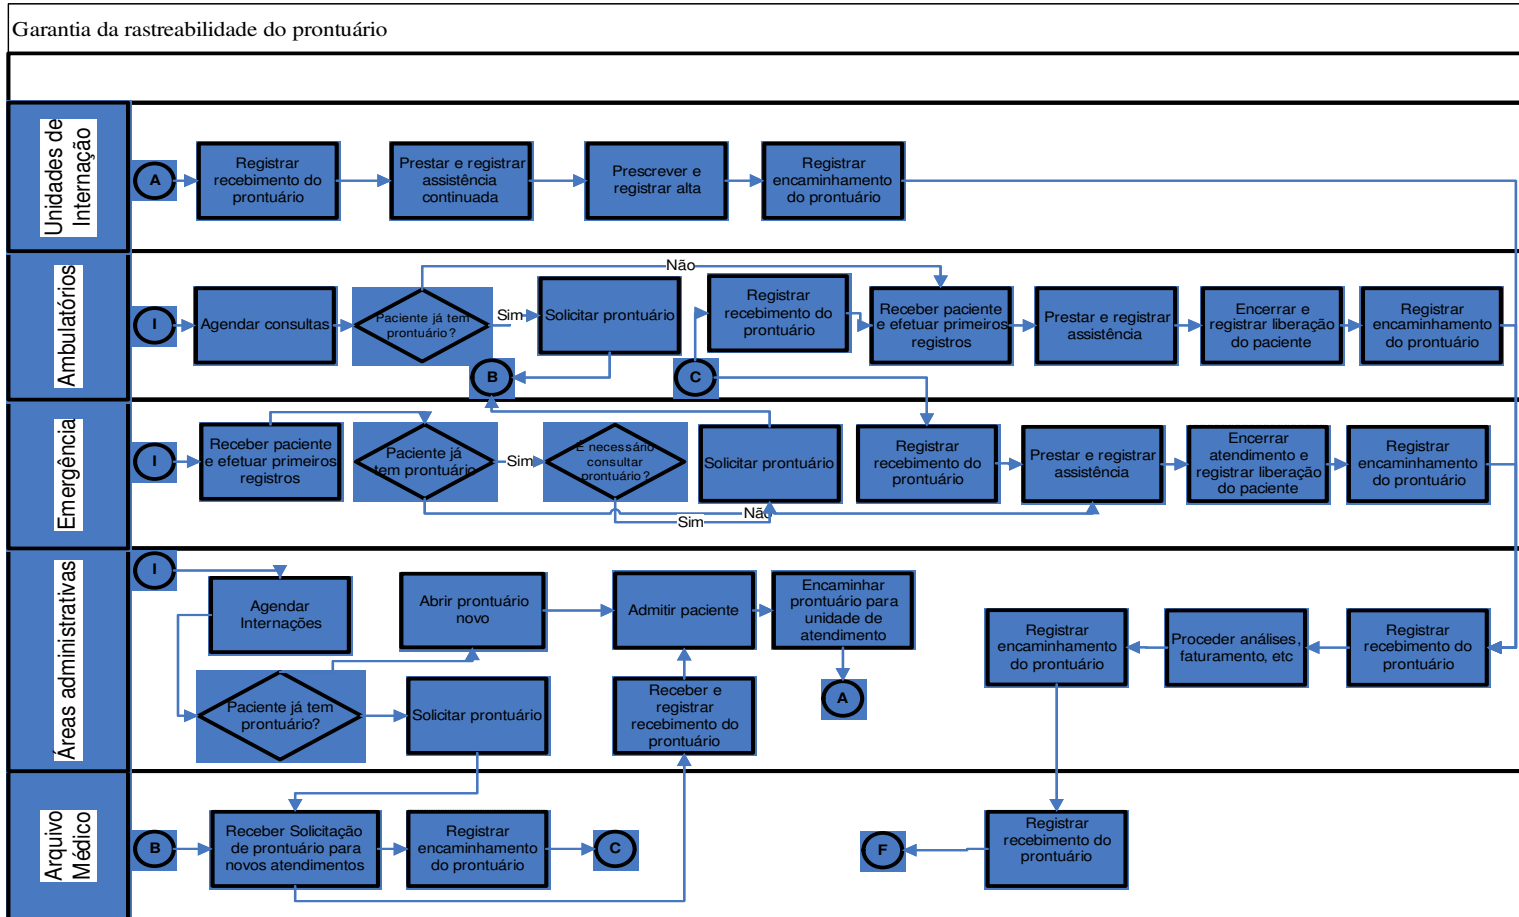 Garantia da rastreabilidade do prontuário
Unidades de
Internação
A
Registrar
recebimento do
prontuário
Prestar e registrar
assistência
continuada
Prescrever e
registrar alta
Registrar
encaminhamento
do prontuário
Ambulatórios
I
Agendar consultas
Paciente já tem
prontuário?
Não
Sim
Solicitar prontuário
B
C
Registrar
recebimento do
prontuário
Receber paciente
e efetuar primeiros
registros
Prestar e registrar
assistência
Encerrar e
registrar liberação
do paciente
Registrar
encaminhamento
do prontuário
Emergência
I
Receber paciente
e efetuar primeiros
registros
Paciente já
tem prontuário
Sim
É necessário
consultar
prontuário?
Sim
Não
Solicitar prontuário
Registrar
recebimento do
prontuário
Prestar e registrar
assistência
Encerrar
atendimento e
registrar liberação
do paciente
Registrar
encaminhamento
do prontuário
Áreas administrativas
I
Agendar
Internações
Paciente já tem
prontuário?
Abrir prontuário
novo
Solicitar prontuário
Admitir paciente
Receber e
registrar
recebimento do
prontuário
Encaminhar
prontuário para
unidade de
atendimento
A
Registrar
encaminhamento
do prontuário
Proceder análises,
faturamento, etc
Registrar
recebimento do
prontuário
Arquivo
Médico
B
Receber Solicitação
de prontuário para
novos atendimentos
Registrar
encaminhamento
do prontuário
C
F
Registrar
recebimento do
prontuário